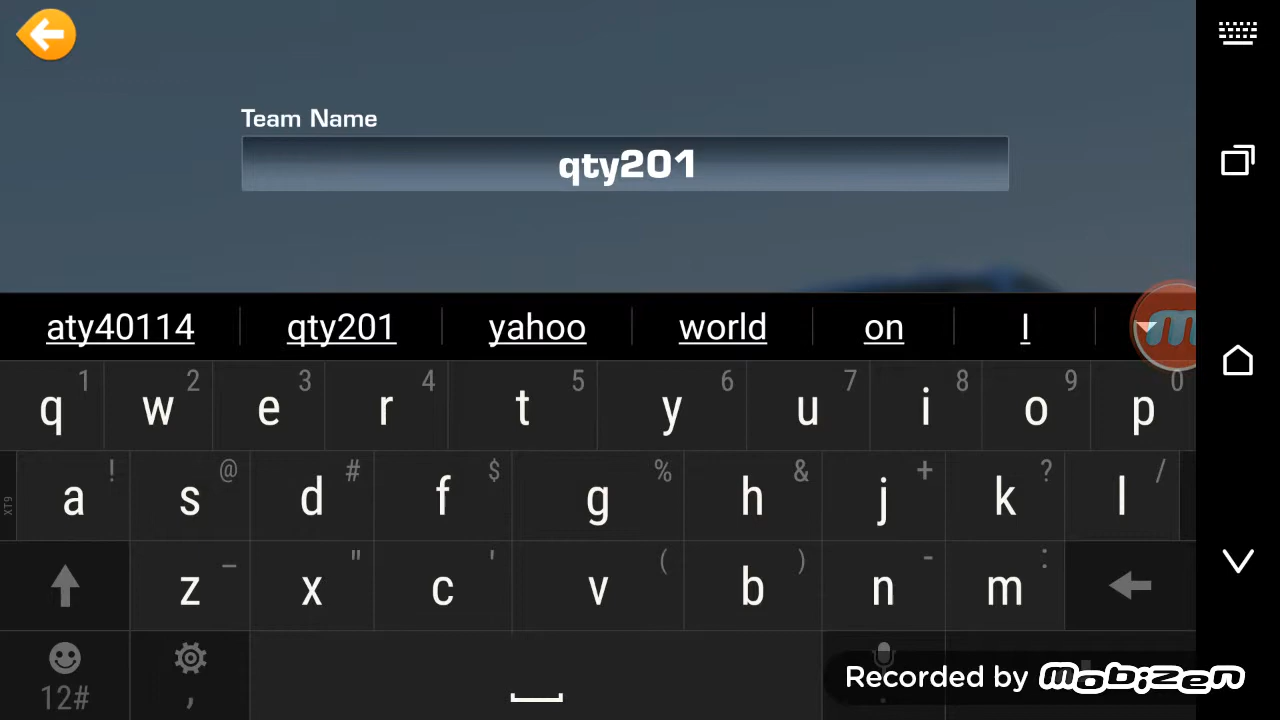 Team Name
qty201
aty40114 qty201 yahoo world on I
1 2 3 4 5 6 7 8 9 0
q w e r t y u i o p
! @ # $ % & + ? /
XT9 a s d f g h j k l
_ " ' ( ) - :
z x c v b n m
12# ,
Recorded by mobizen